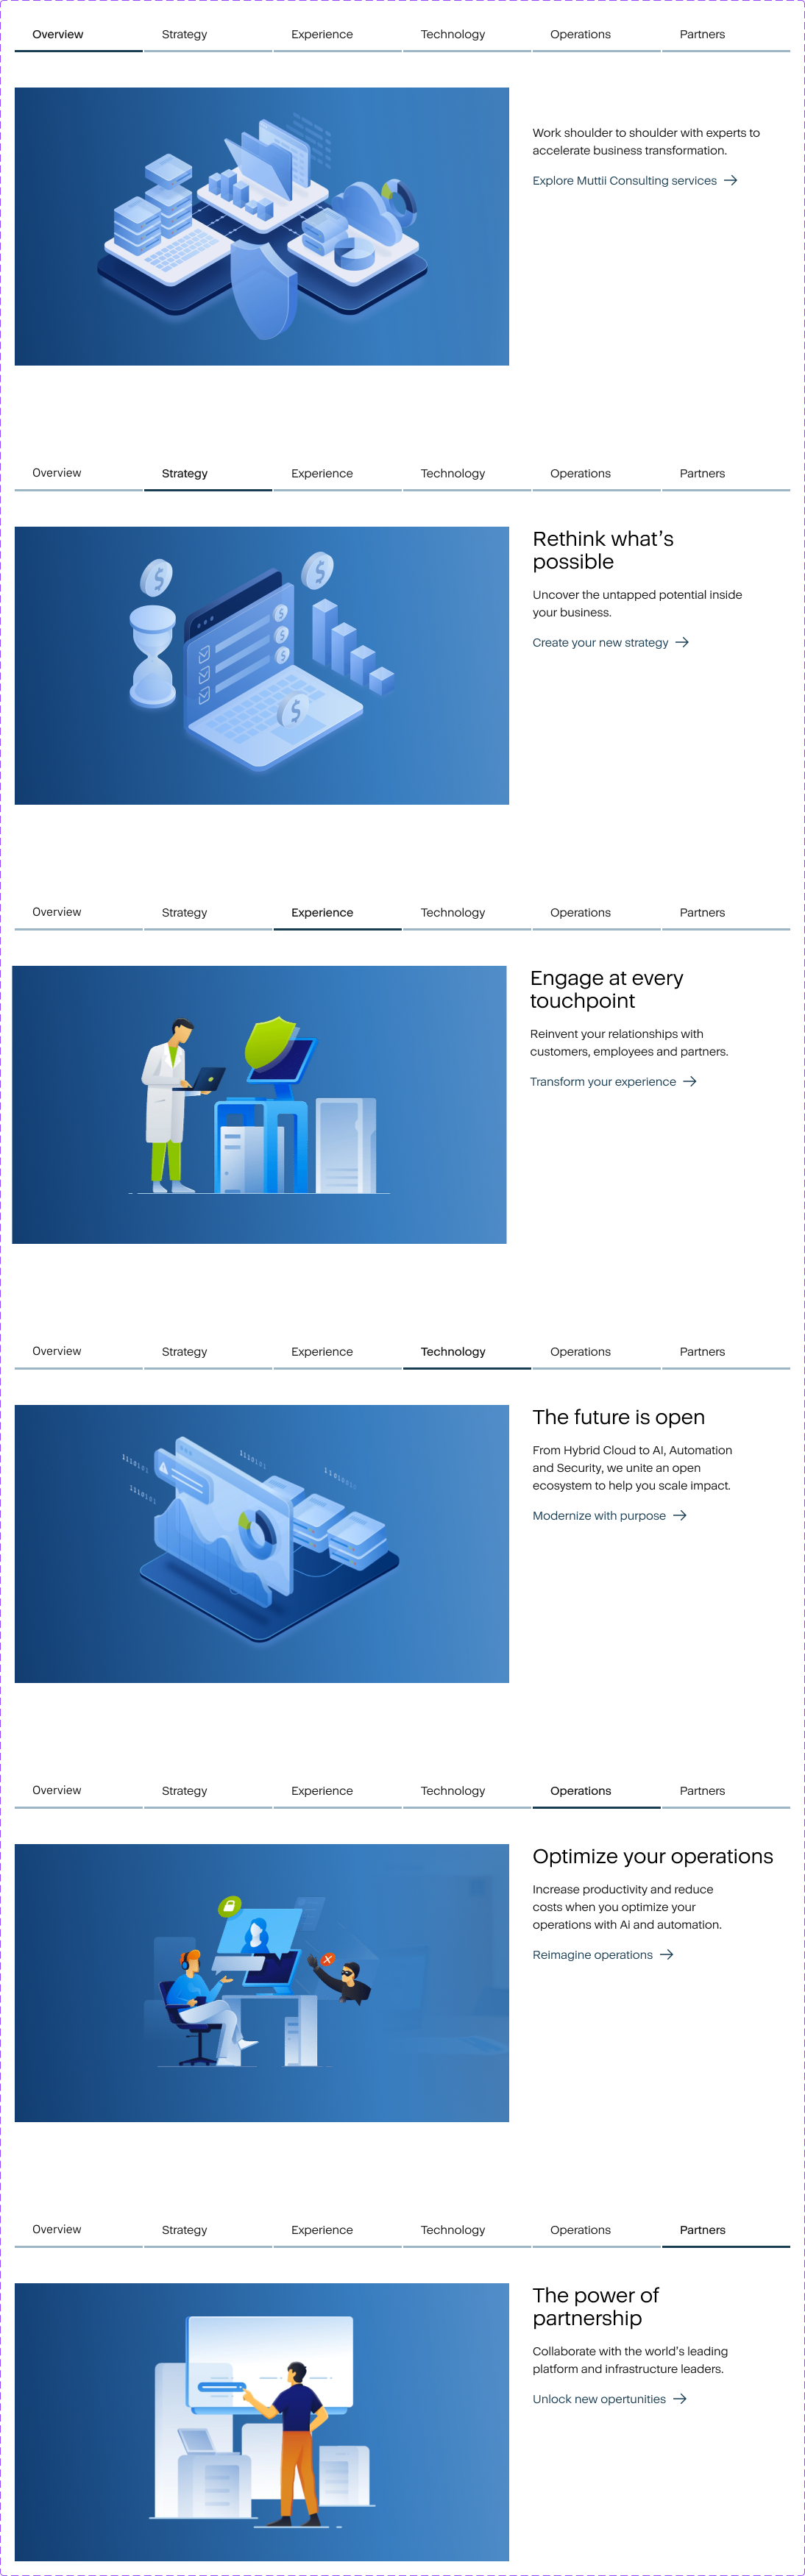 Overview Strategy Experience Technology Operations Partners
Work shoulder to shoulder with experts to
accelerate business transformation.
Explore Muttii Consulting services →
Overview Strategy Experience Technology Operations Partners
Rethink what's
possible
Uncover the untapped potential inside
your business.
Create your new strategy →
Overview Strategy Experience Technology Operations Partners
Engage at every
touchpoint
Reinvent your relationships with
customers, employees and partners.
Transform your experience →
Overview Strategy Experience Technology Operations Partners
The future is open
From Hybrid Cloud to AI, Automation
and Security, we unite an open
ecosystem to help you scale impact.
Modernize with purpose →
Overview Strategy Experience Technology Operations Partners
Optimize your operations
Increase productivity and reduce
costs when you optimize your
operations with Ai and automation.
Reimagine operations →
Overview Strategy Experience Technology Operations Partners
The power of
partnership
Collaborate with the world's leading
platform and infrastructure leaders.
Unlock new opertunities →